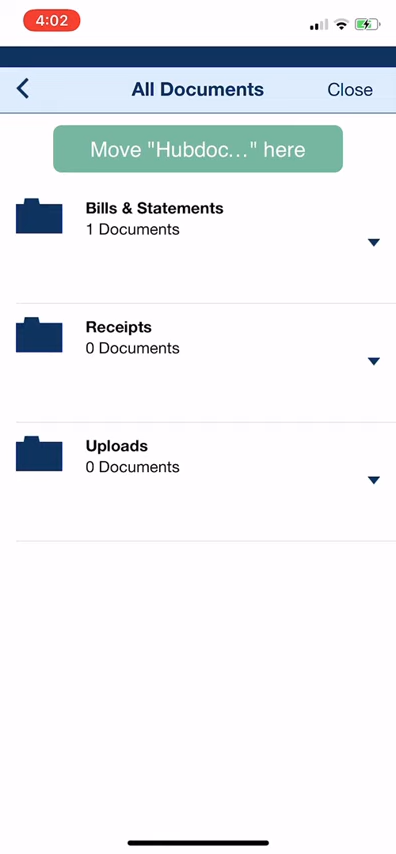 4:02
All Documents
Close
Move "Hubdoc..." here
Bills & Statements
1 Documents
Receipts
0 Documents
Uploads
0 Documents